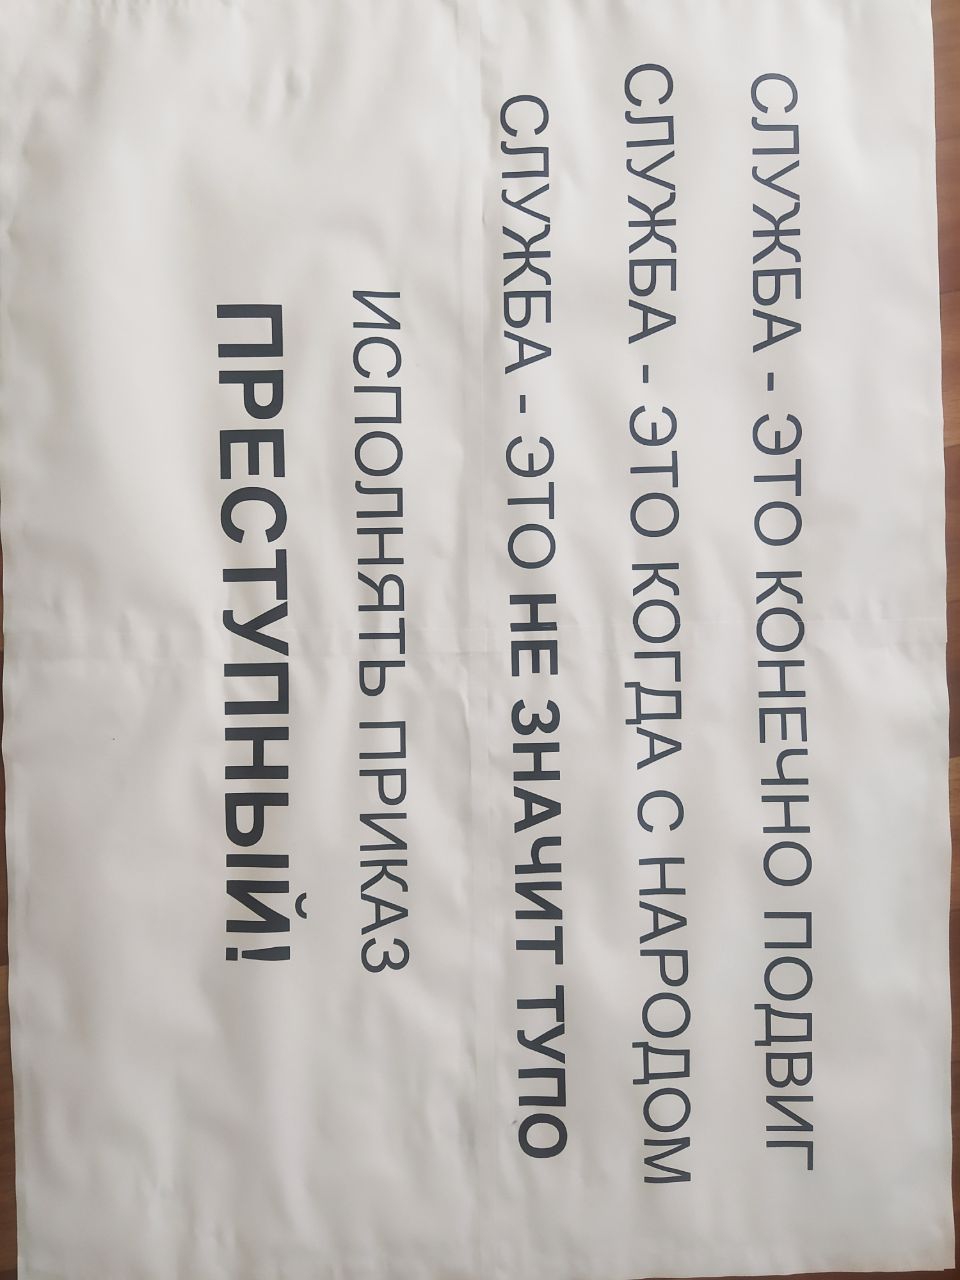 СЛУЖБА - ЭТО КОНЕЧНО ПОДВИГ
СЛУЖБА - ЭТО КОГДА С НАРОДОМ
СЛУЖБА - ЭТО НЕ ЗНАЧИТ ТУПО
ИСПОЛНЯТЬ ПРИКАЗ
ПРЕСТУПНЫЙ!